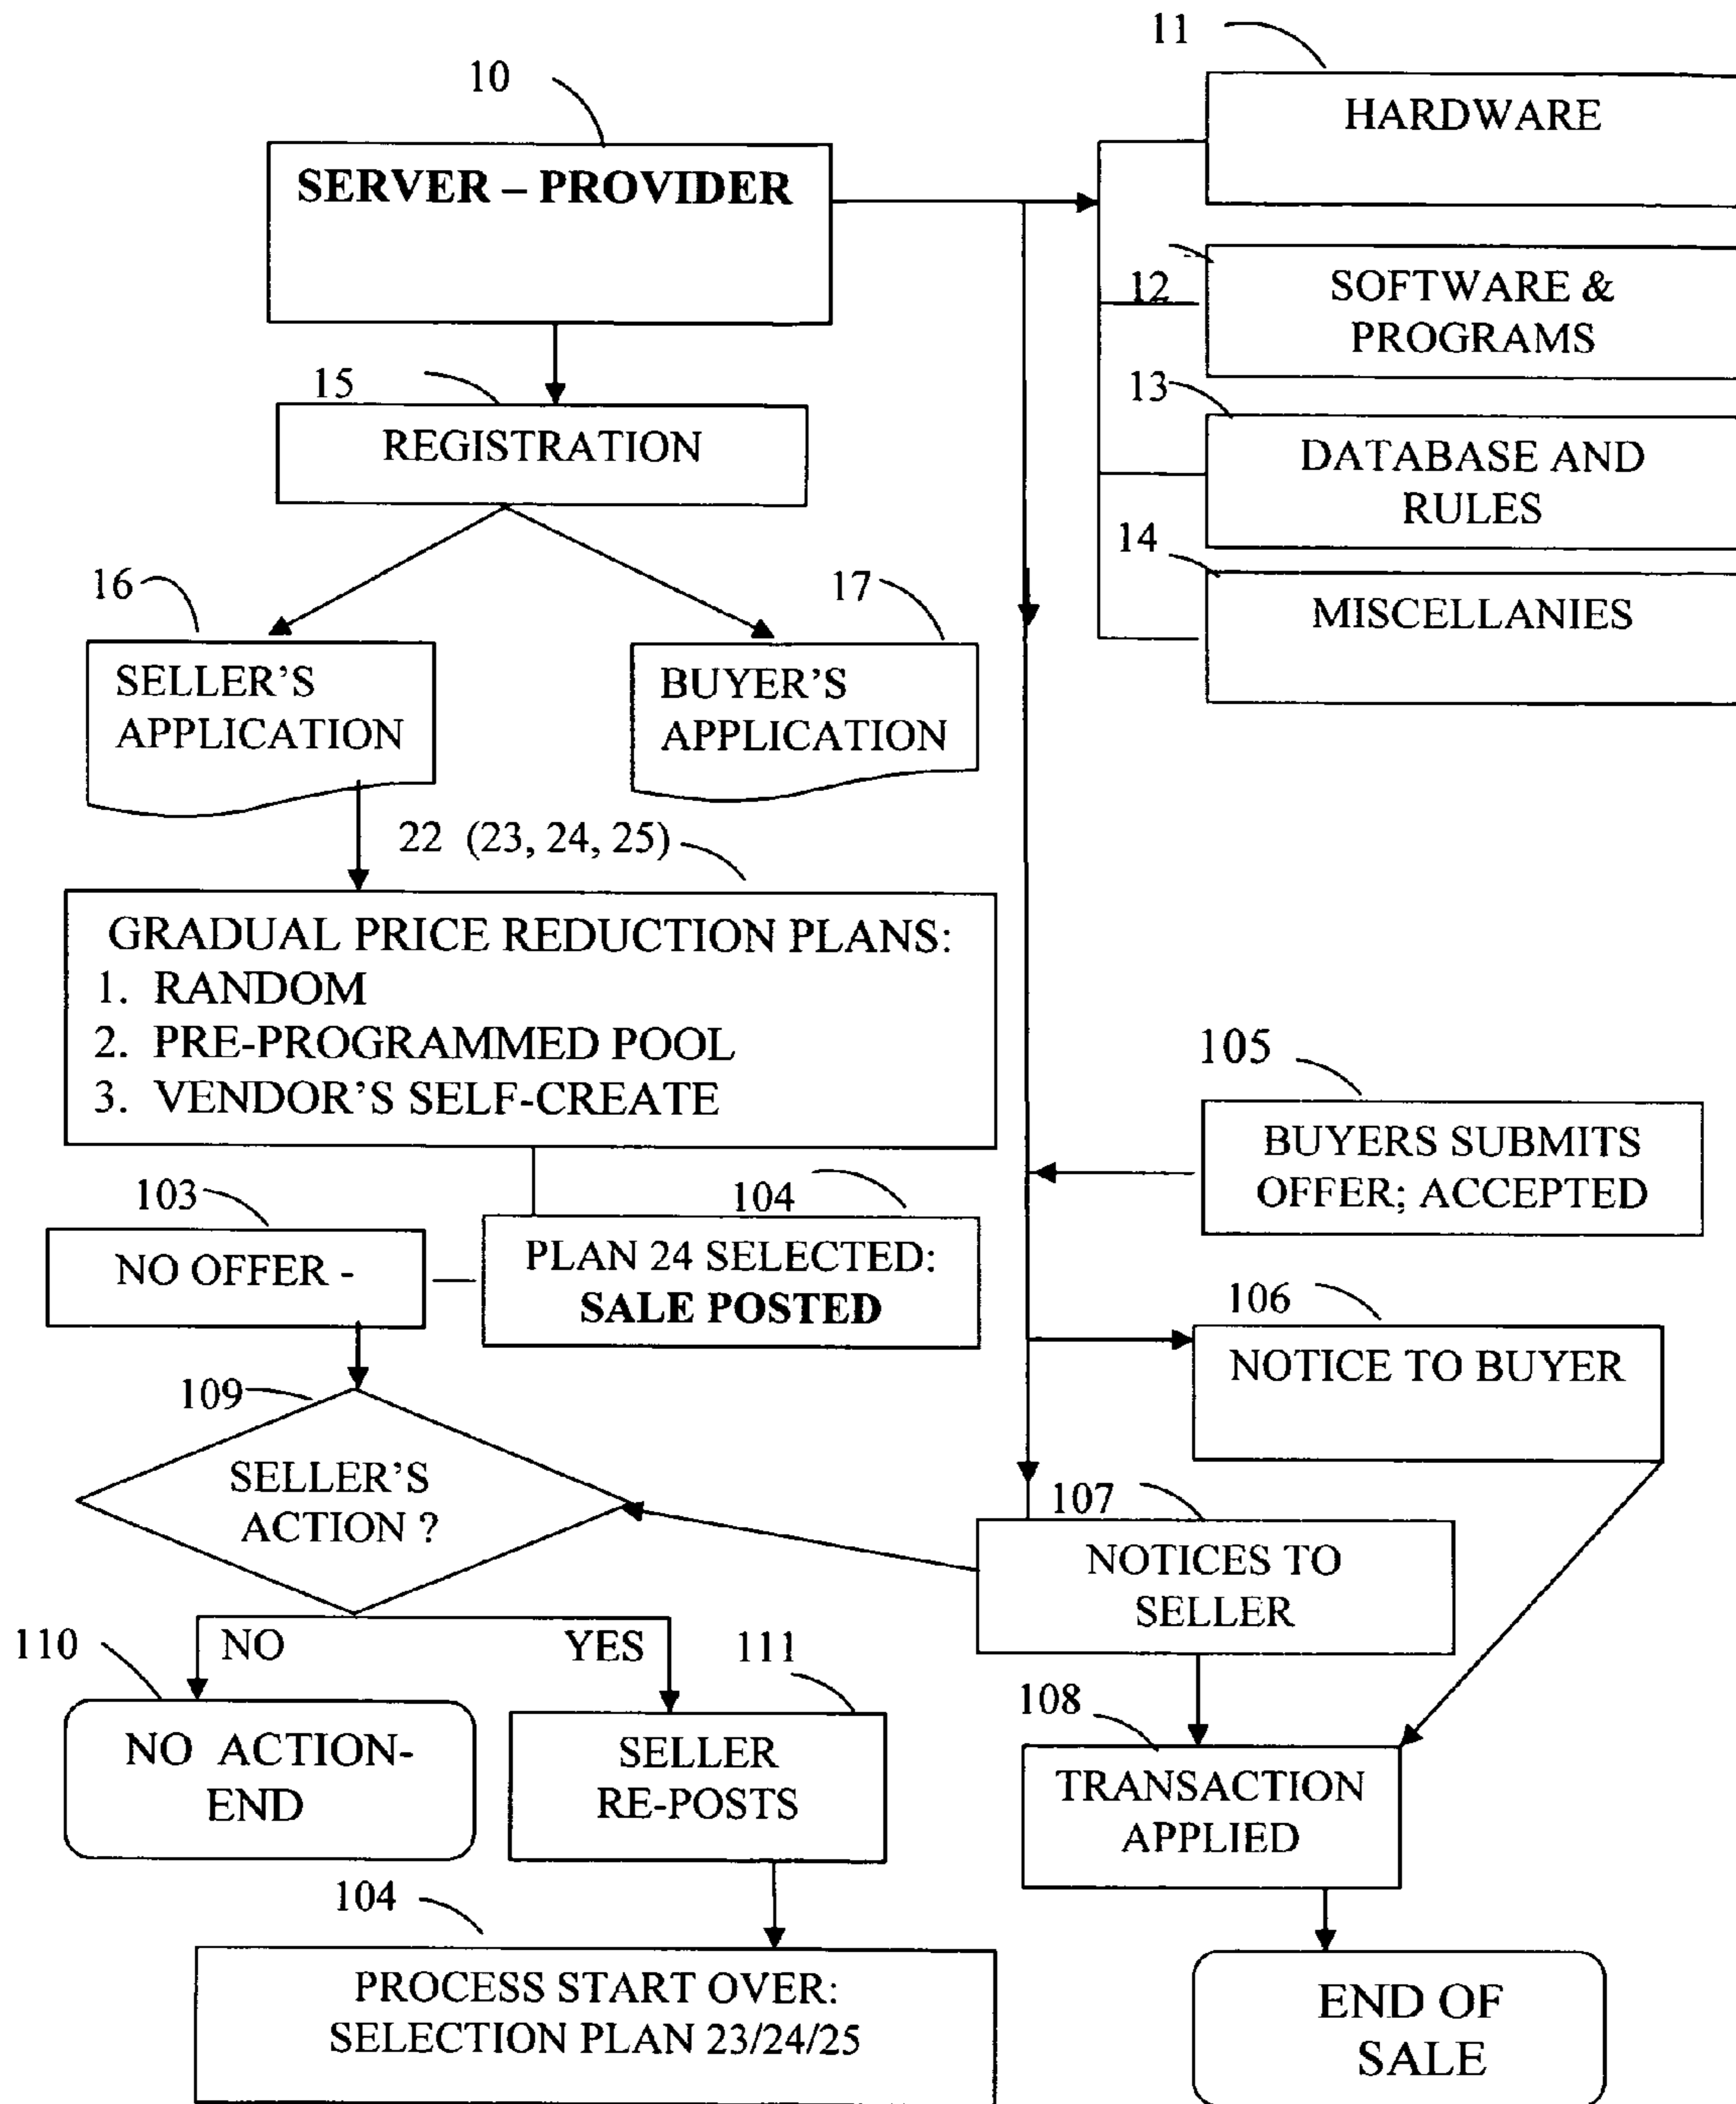 11
10
HARDWARE
SERVER – PROVIDER
12
SOFTWARE &
PROGRAMS
15
13
REGISTRATION
DATABASE AND
RULES
14
16
17
MISCELLANIES
SELLER'S
APPLICATION
BUYER'S
APPLICATION
22 (23, 24, 25)
GRADUAL PRICE REDUCTION PLANS:
1. RANDOM
2. PRE-PROGRAMMED POOL
3. VENDOR'S SELF-CREATE
105
BUYERS SUBMITS
OFFER; ACCEPTED
103
104
NO OFFER -
PLAN 24 SELECTED:
SALE POSTED
106
NOTICE TO BUYER
109
SELLER'S
ACTION ?
107
NOTICES TO
SELLER
110
NO
YES
111
108
NO ACTION-
END
SELLER
RE-POSTS
TRANSACTION
APPLIED
104
PROCESS START OVER:
SELECTION PLAN 23/24/25
END OF
SALE